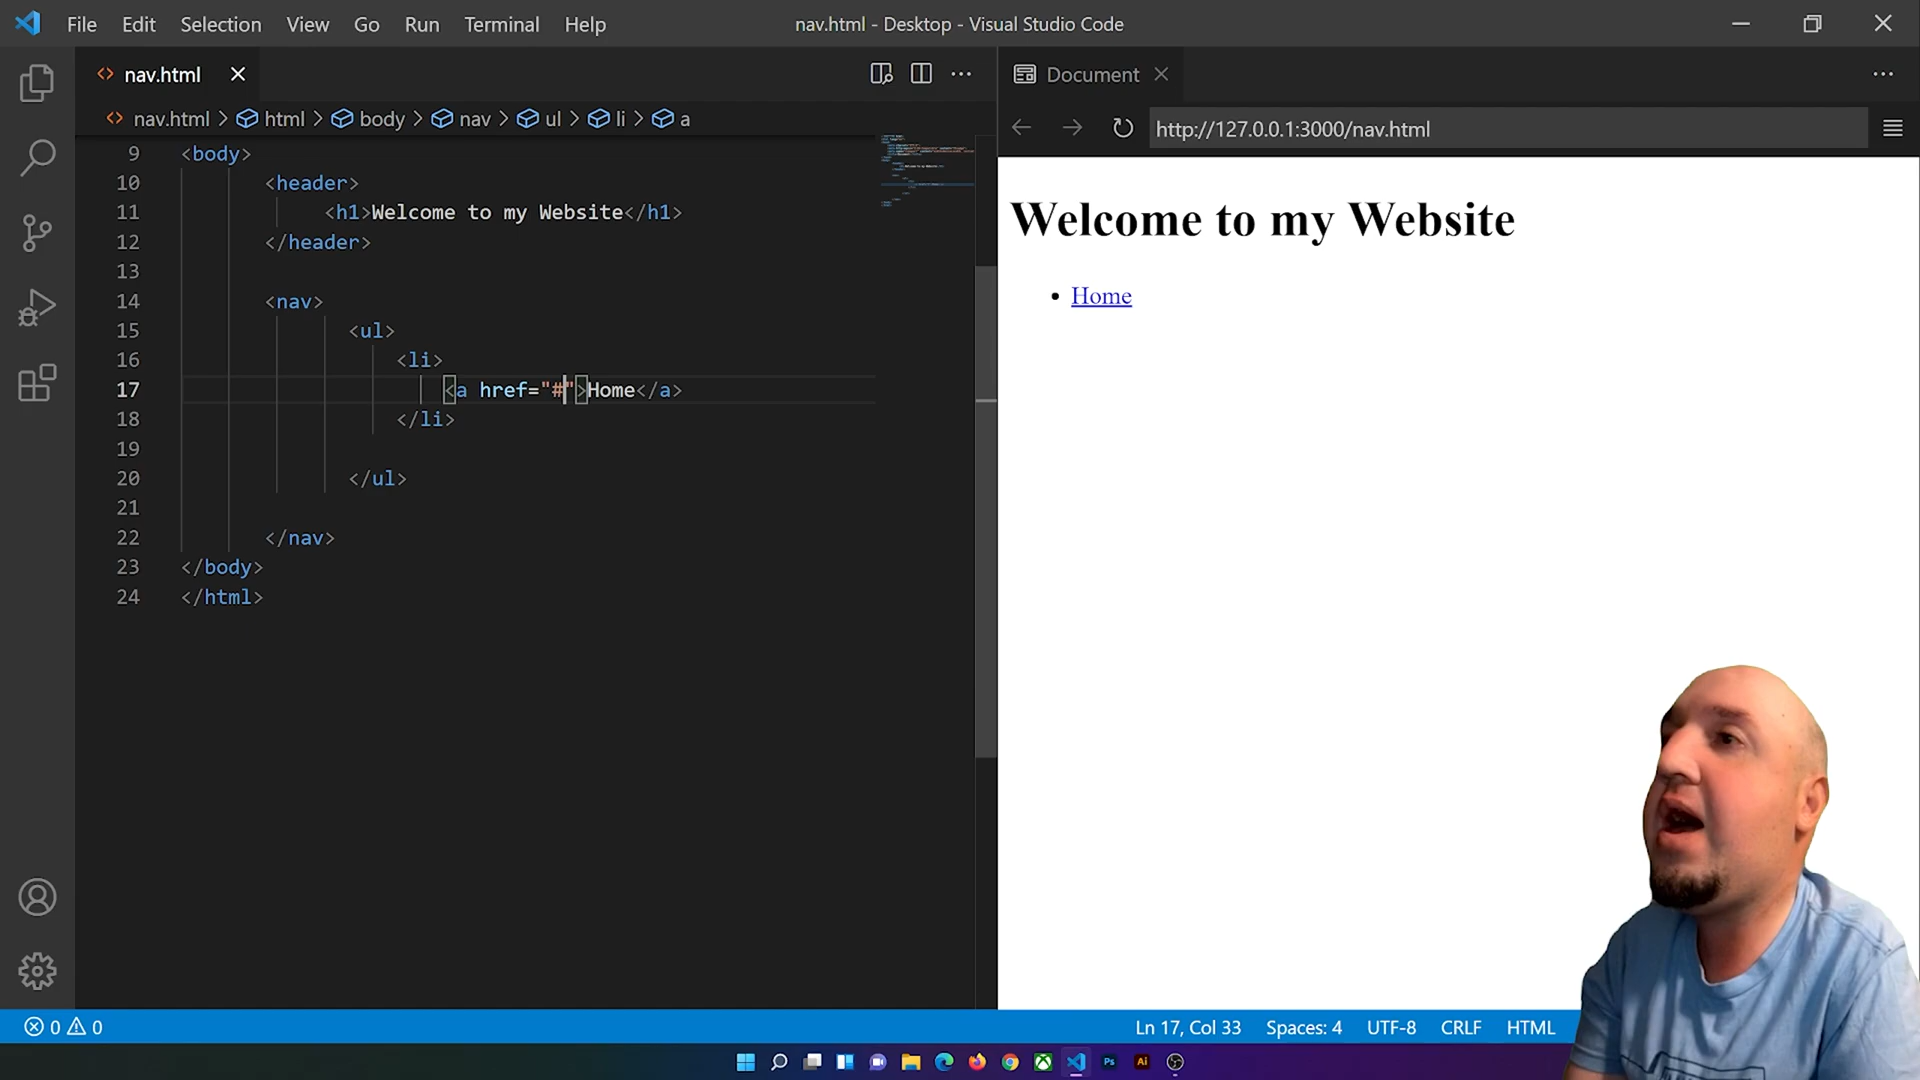 File Edit Selection View Go Run Terminal Help
nav.html - Desktop - Visual Studio Code
nav.html
nav.html > html > body > nav > ul > li > a
9 <body>
10 <header>
11 <h1>Welcome to my Website</h1>
12 </header>
13
14 <nav>
15 <ul>
16 <li>
17 <a href="#">Home</a>
18 </li>
19
20 </ul>
21
22 </nav>
23 </body>
24 </html>
Document
http://127.0.0.1:3000/nav.html
Welcome to my Website
• Home
0 0
Ln 17, Col 33 Spaces: 4 UTF-8 CRLF HTML
Ps Ai